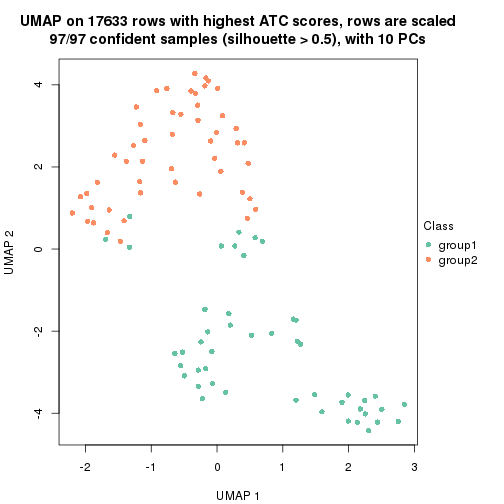 UMAP on 17633 rows with highest ATC scores, rows are scaled
97/97 confident samples (silhouette > 0.5), with 10 PCs
4
2
0
-2
-4
UMAP 2
-2
-1
0
1
2
3
UMAP 1
Class
group1
group2